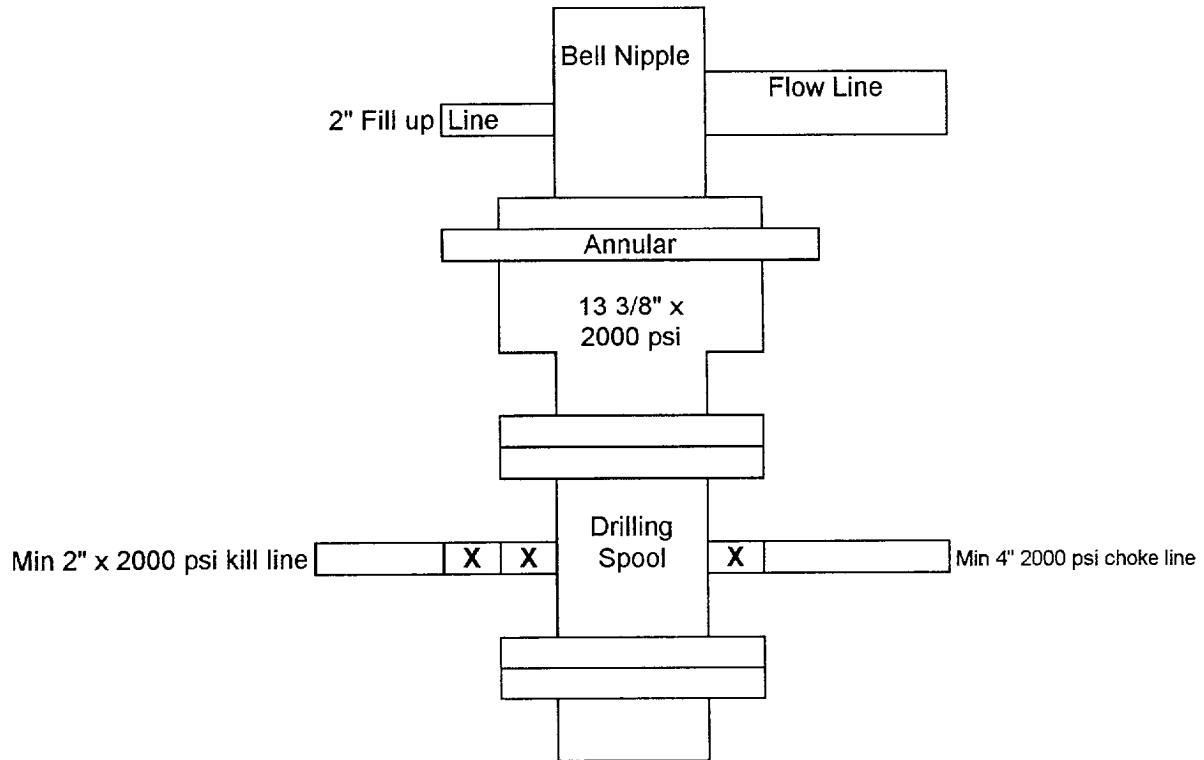 Bell Nipple
Flow Line
2" Fill up Line
Annular
13 3/8" x
2000 psi
Drilling
Spool
Min 2" x 2000 psi kill line
X X
X
Min 4" 2000 psi choke line